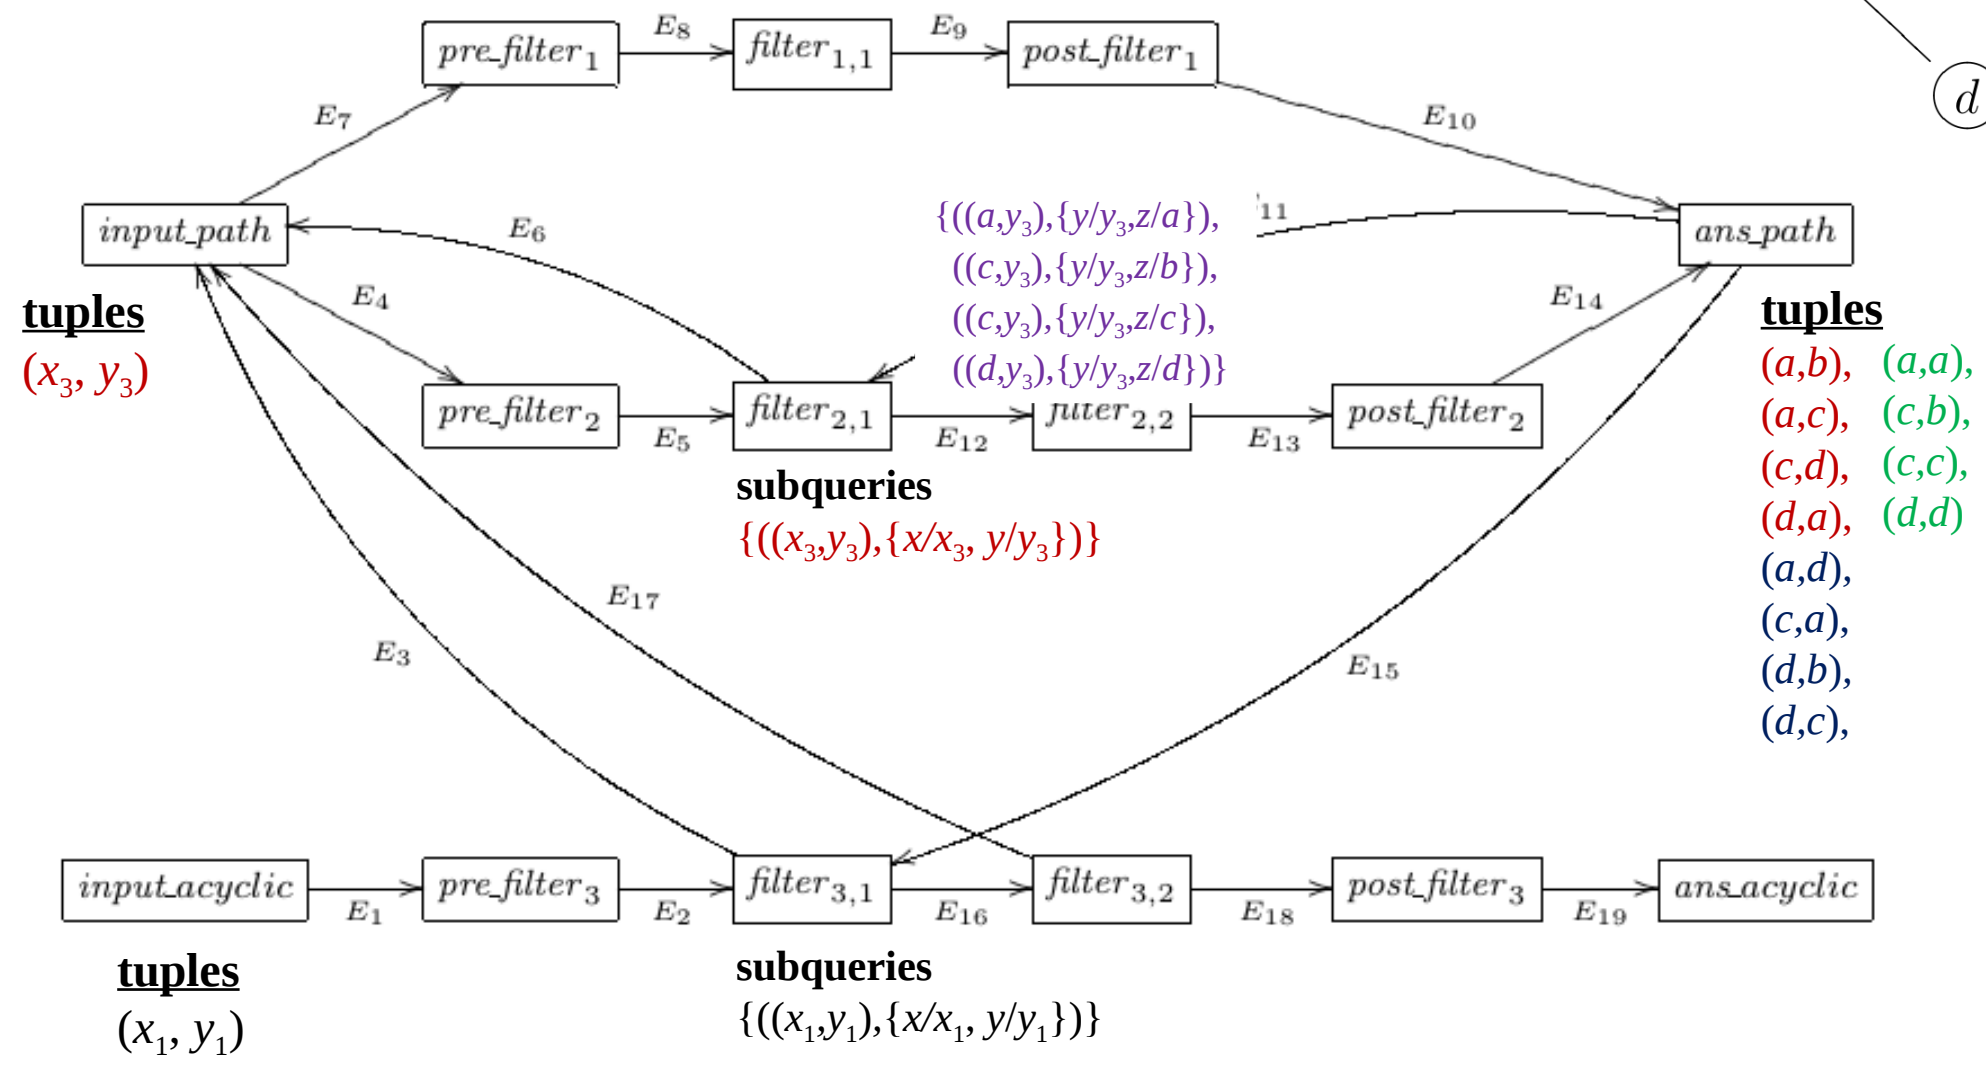 E8
E9
pre_filter1
filter1,1
post_filter1
d
E7
E10
{((a,y3),{y/y3,z/a}),
11
input_path
E6
ans_path
((c,y3),{y/y3,z/b}),
tuples
E4
((c,y3),{y/y3,z/c}),
E14
tuples
(x3, y3)
((d,y3),{y/y3,z/d})}
(a,b), (a,a),
pre_filter2
filter2,1
filter2,2
post_filter2
(a,c), (c,b),
E5
E12
E13
(c,d), (c,c),
subqueries
(d,a), (d,d)
{((x3,y3),{x/x3, y/y3})}
(a,d),
E17
(c,a),
E3
E15
(d,b),
(d,c),
input_acyclic
pre_filter3
filter3,1
filter3,2
post_filter3
ans_acyclic
E1
E2
E16
E18
E19
tuples
subqueries
(x1, y1)
{((x1,y1),{x/x1, y/y1})}